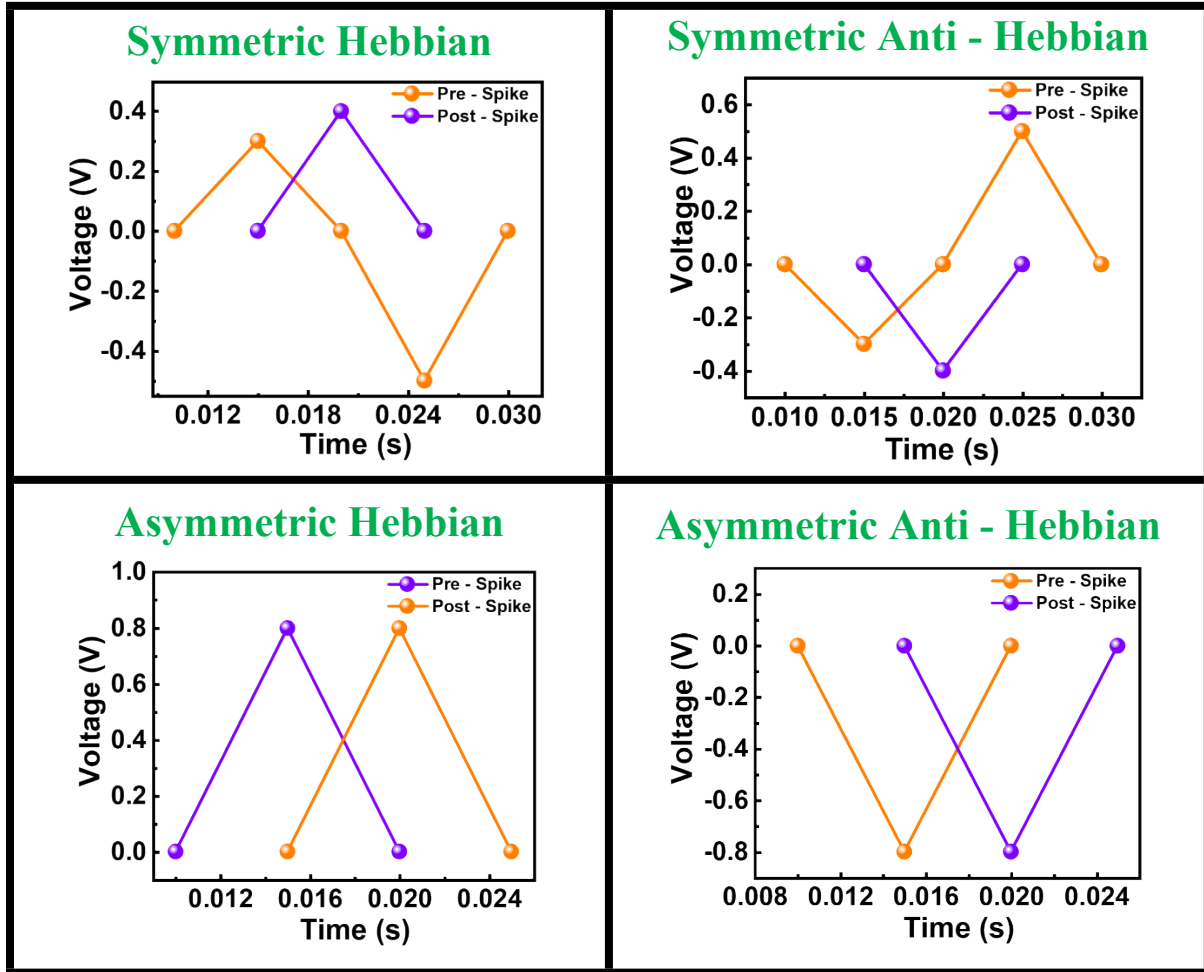 Symmetric Hebbian
Pre - Spike
Post - Spike
0.4
0.2
0.0
-0.2
-0.4
Voltage (V)
0.012 0.018 0.024 0.030
Time (s)
Symmetric Anti - Hebbian
Pre - Spike
Post - Spike
0.6
0.4
0.2
0.0
-0.2
-0.4
Voltage (V)
0.010 0.015 0.020 0.025 0.030
Time (s)
Asymmetric Hebbian
Pre - Spike
Post - Spike
1.0
0.8
0.6
0.4
0.2
0.0
Voltage (V)
0.012 0.016 0.020 0.024
Time (s)
Asymmetric Anti - Hebbian
Pre - Spike
Post - Spike
0.2
0.0
-0.2
-0.4
-0.6
-0.8
Voltage (V)
0.008 0.012 0.016 0.020 0.024
Time (s)